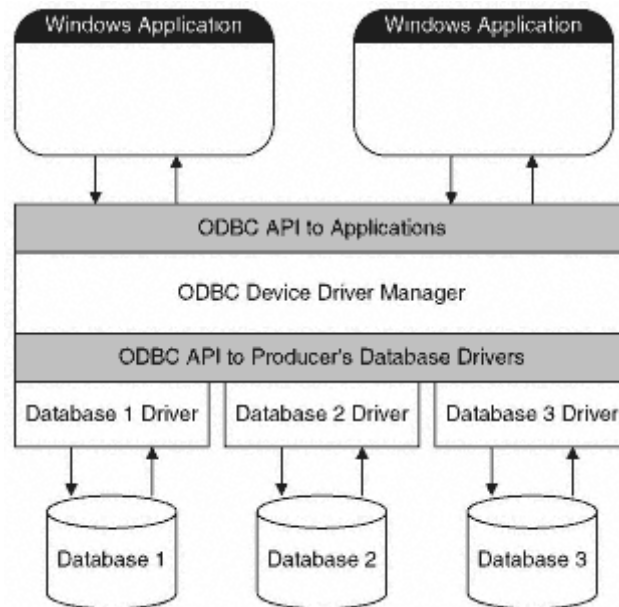 Windows Application
Windows Application
ODBC API to Applications
ODBC Device Driver Manager
ODBC API to Producer's Database Drivers
Database 1 Driver
Database 2 Driver
Database 3 Driver
Database 1
Database 2
Database 3